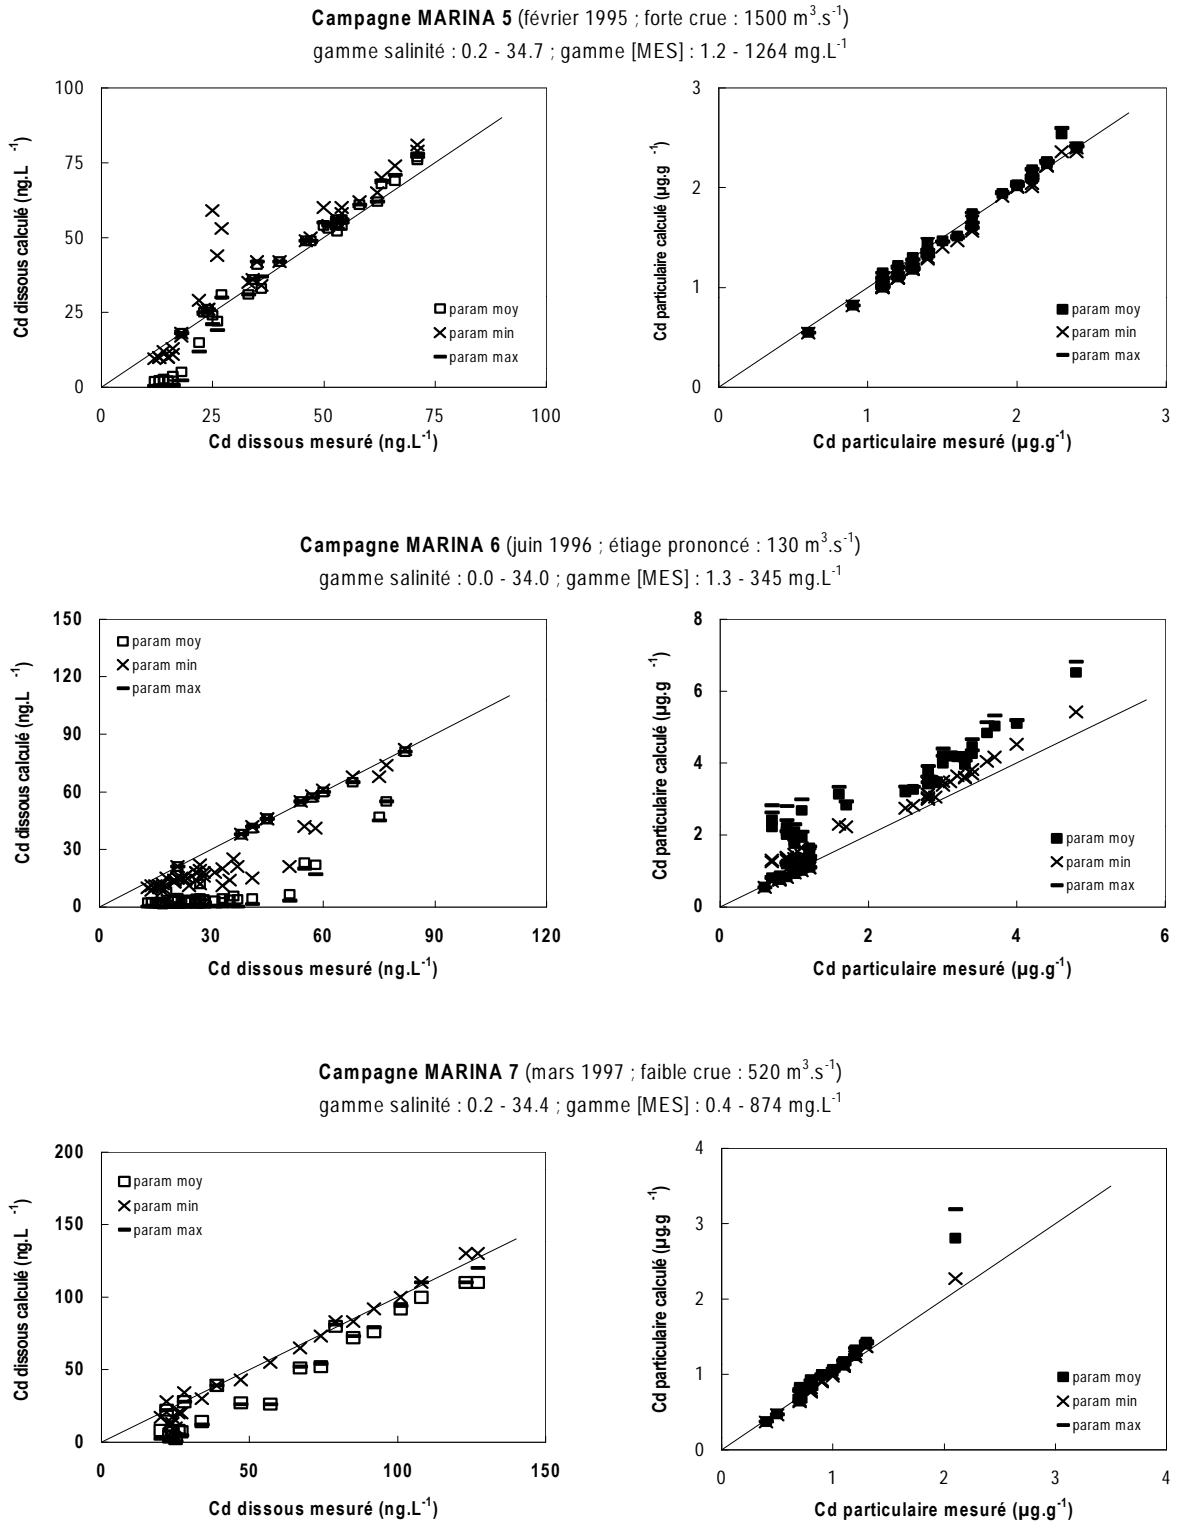 Campagne MARINA 5 (février 1995 ; forte crue : 1500 m³.s⁻¹)
gamme salinité : 0.2 - 34.7 ; gamme [MES] : 1.2 - 1264 mg.L⁻¹
Cd dissous calculé (ng.L⁻¹)
100
75
50
25
0
0 25 50 75 100
Cd dissous mesuré (ng.L⁻¹)
param moy
param min
param max
Cd particulaire calculé (µg.g⁻¹)
3
2
1
0
0 1 2 3
Cd particulaire mesuré (µg.g⁻¹)
param moy
param min
param max
Campagne MARINA 6 (juin 1996 ; étiage prononcé : 130 m³.s⁻¹)
gamme salinité : 0.0 - 34.0 ; gamme [MES] : 1.3 - 345 mg.L⁻¹
Cd dissous calculé (ng.L⁻¹)
150
120
90
60
30
0
0 30 60 90 120
Cd dissous mesuré (ng.L⁻¹)
param moy
param min
param max
Cd particulaire calculé (µg.g⁻¹)
8
6
4
2
0
0 2 4 6
Cd particulaire mesuré (µg.g⁻¹)
param moy
param min
param max
Campagne MARINA 7 (mars 1997 ; faible crue : 520 m³.s⁻¹)
gamme salinité : 0.2 - 34.4 ; gamme [MES] : 0.4 - 874 mg.L⁻¹
Cd dissous calculé (ng.L⁻¹)
200
150
100
50
0
0 50 100 150
Cd dissous mesuré (ng.L⁻¹)
param moy
param min
param max
Cd particulaire calculé (µg.g⁻¹)
4
3
2
1
0
0 1 2 3 4
Cd particulaire mesuré (µg.g⁻¹)
param moy
param min
param max